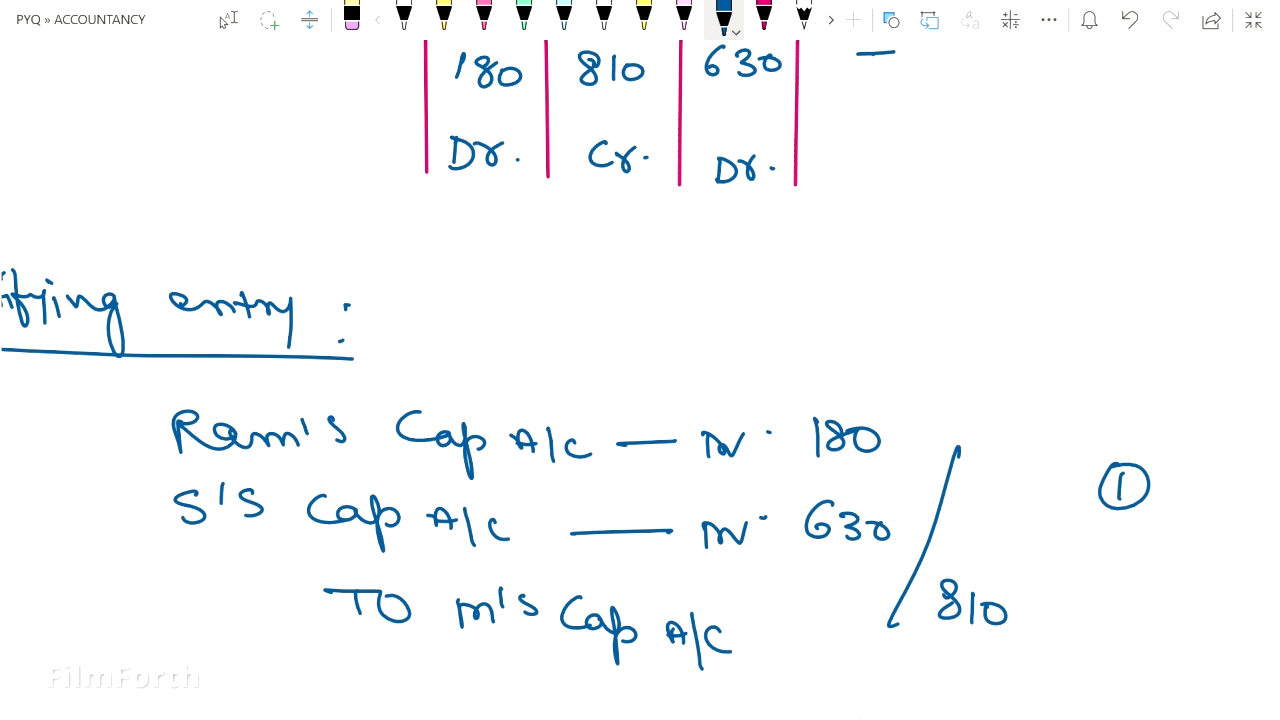 PYQ » ACCOUNTANCY
180 810 630 —
Dr. Cr. Dr.
ifying entry :
Ram's Cap A/C — Dr. 180
S's Cap A/C — Dr. 630 ①
TO M's Cap A/C 810
FilmForth